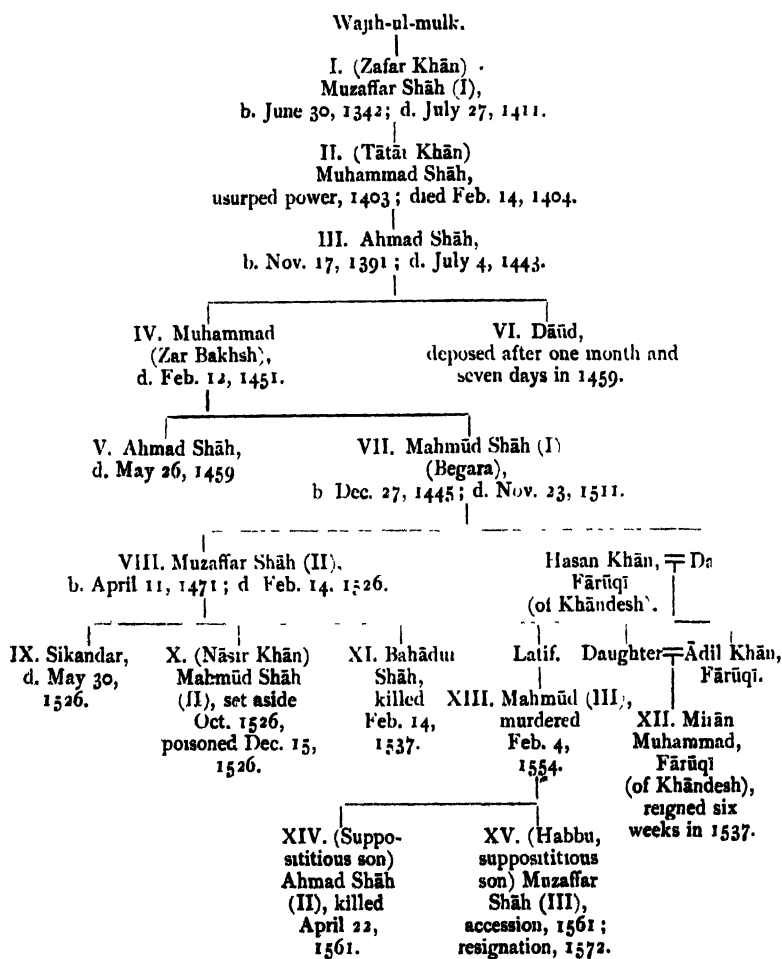 Wajih-ul-mulk.
I. (Zafar Khān)
Muzaffar Shāh (I),
b. June 30, 1342; d. July 27, 1411.
II. (Tātār Khān)
Muhammad Shāh,
usurped power, 1403; died Feb. 14, 1404.
III. Ahmad Shāh,
b. Nov. 17, 1391; d. July 4, 1443.
IV. Muhammad
(Zar Bakhsh),
d. Feb. 12, 1451.
VI. Dāūd,
deposed after one month and
seven days in 1459.
V. Ahmad Shāh,
d. May 26, 1459
VII. Mahmūd Shāh (I)
(Begara),
b Dec. 27, 1445; d. Nov. 23, 1511.
VIII. Muzaffar Shāh (II).
b. April 11, 1471; d Feb. 14. 1526.
Hasan Khān, = Da
Fārūqi
(of Khāndesh).
IX. Sikandar,
d. May 30,
1526.
X. (Nāsir Khān)
Mahmūd Shāh
(II), set aside
Oct. 1526,
poisoned Dec. 15,
1526.
XI. Bahādur
Shāh,
killed
Feb. 14,
1537.
Latif.
XIII. Mahmūd (III),
murdered
Feb. 4,
1554.
Daughter = Ādil Khān,
Fārūqi.
XII. Mirān
Muhammad,
Fārūqi
(of Khāndesh),
reigned six
weeks in 1537.
XIV. (Suppo-
sititious son)
Ahmad Shāh
(II), killed
April 22,
1561.
XV. (Habbu,
supposititious
son) Muzaffar
Shāh (III),
accession, 1561;
resignation, 1572.